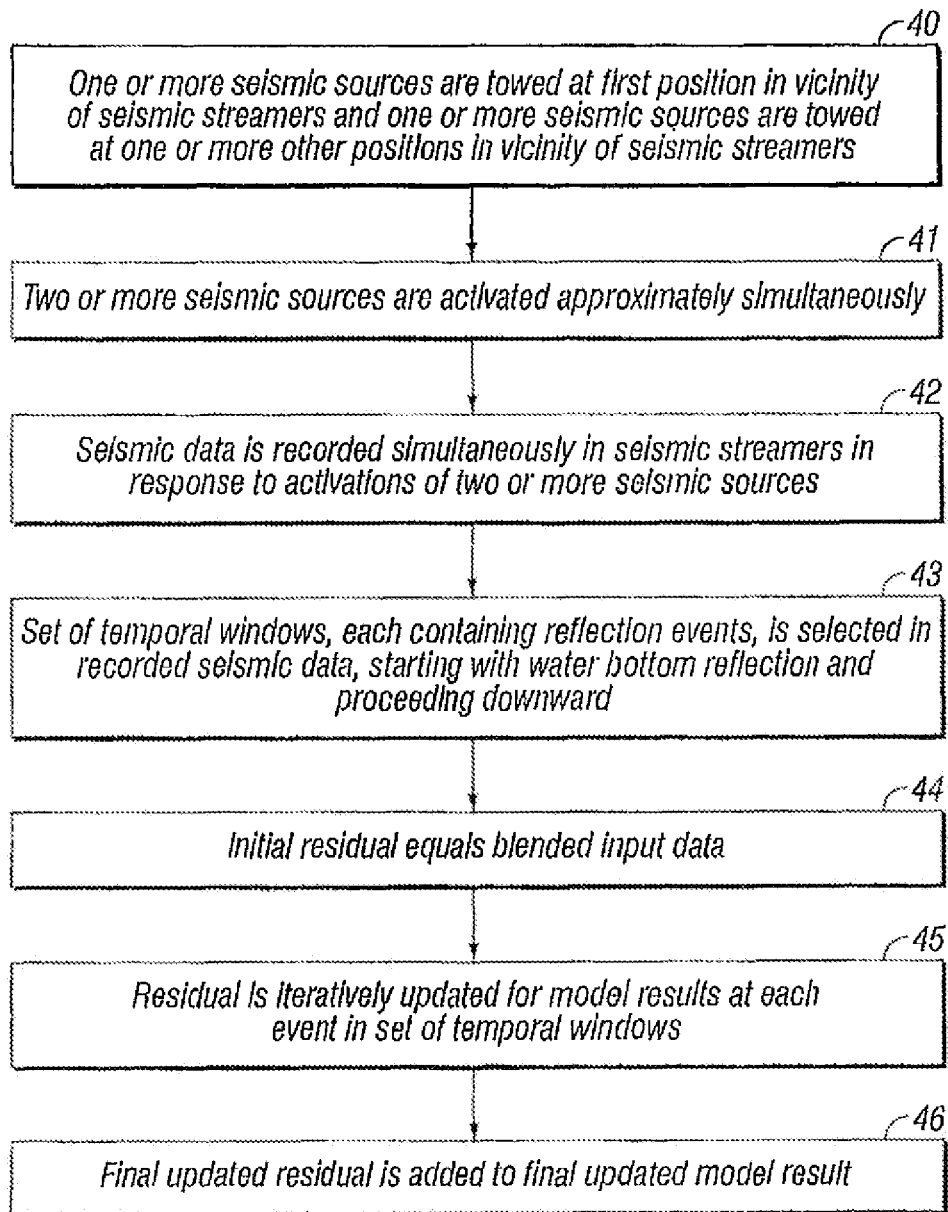 40
One or more seismic sources are towed at first position in vicinity
of seismic streamers and one or more seismic sources are towed
at one or more other positions in vicinity of seismic streamers
41
Two or more seismic sources are activated approximately simultaneously
42
Seismic data is recorded simultaneously in seismic streamers in
response to activations of two or more seismic sources
43
Set of temporal windows, each containing reflection events, is selected in
recorded seismic data, starting with water bottom reflection and
proceeding downward
44
Initial residual equals blended input data
45
Residual is iteratively updated for model results at each
event in set of temporal windows
46
Final updated residual is added to final updated model result